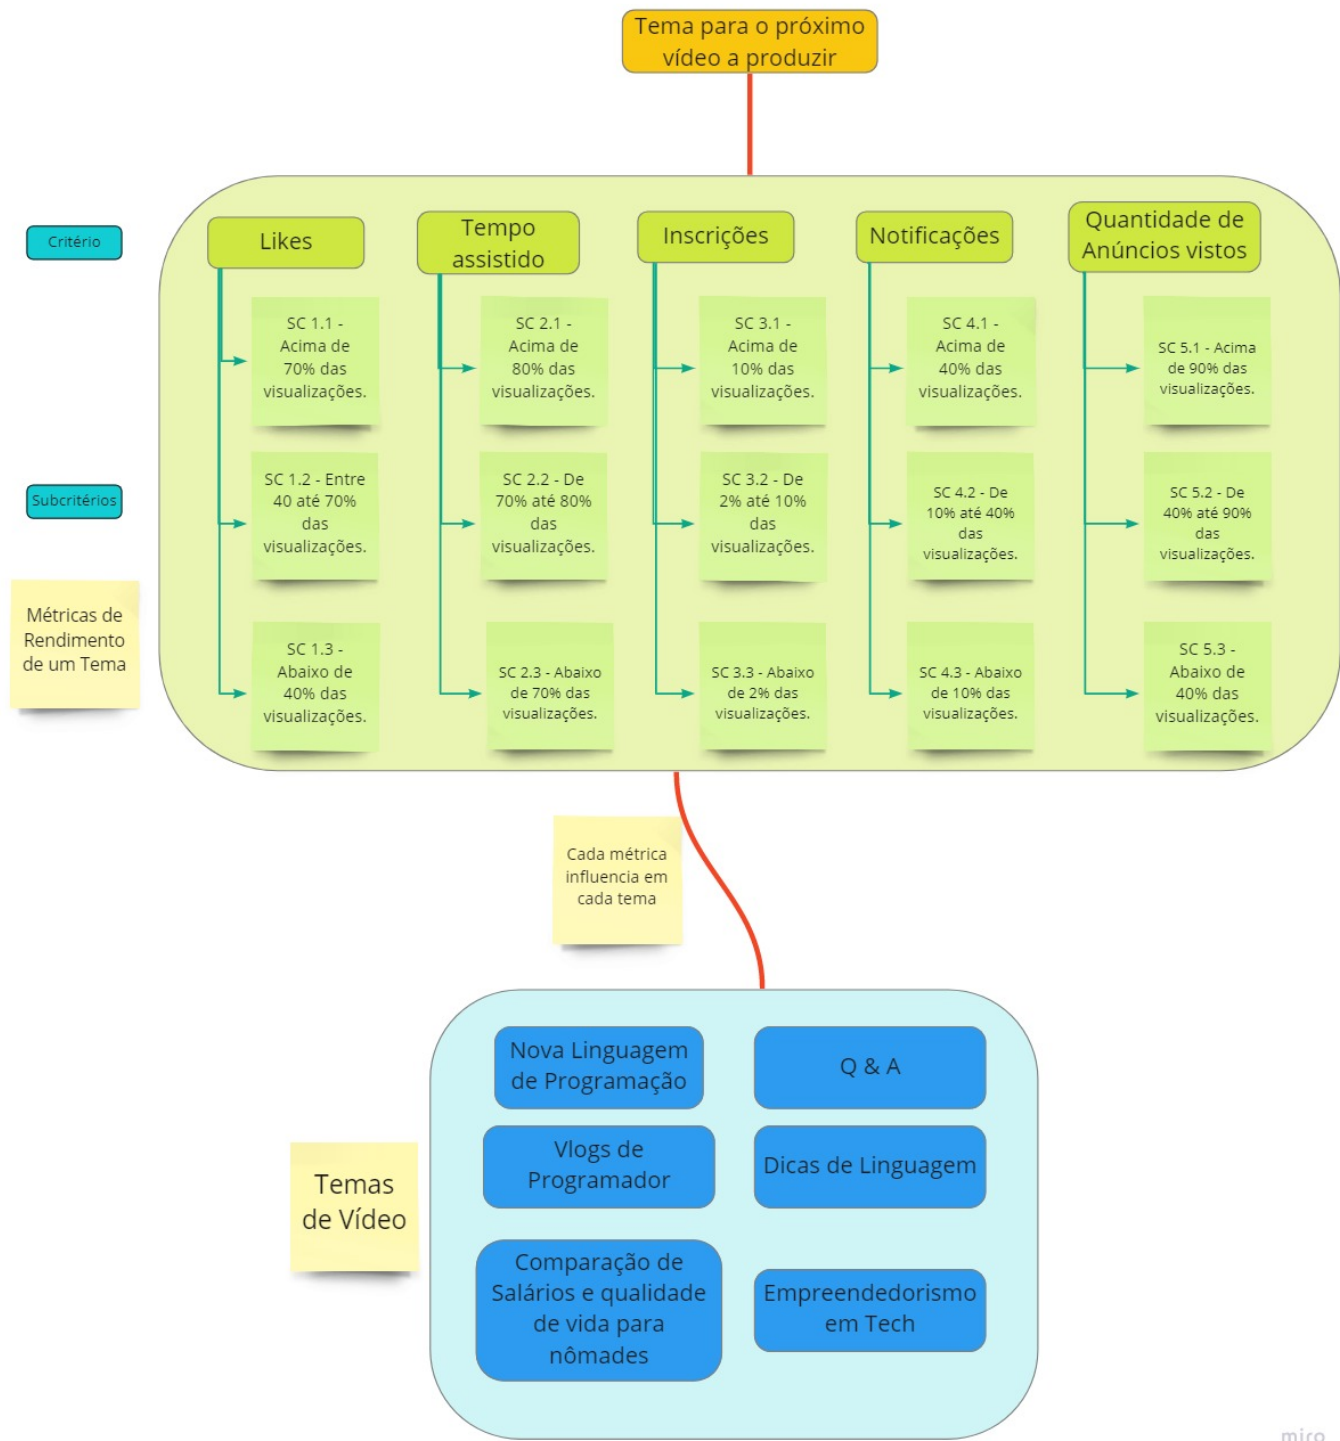 Tema para o próximo
vídeo a produzir
Critério
Likes
Tempo
assistido
Inscrições
Notificações
Quantidade de
Anúncios vistos
SC 1.1 -
Acima de
70% das
visualizações.
SC 2.1 -
Acima de
80% das
visualizações.
SC 3.1 -
Acima de
10% das
visualizações.
SC 4.1 -
Acima de
40% das
visualizações.
SC 5.1 - Acima
de 90% das
visualizações.
Subcritérios
SC 1.2 - Entre
40 até 70%
das
visualizações.
SC 2.2 - De
70% até 80%
das
visualizações.
SC 3.2 - De
2% até 10%
das
visualizações.
SC 4.2 - De
10% até 40%
das
visualizações.
SC 5.2 - De
40% até 90%
das
visualizações.
Métricas de
Rendimento
de um Tema
SC 1.3 -
Abaixo de
40% das
visualizações.
SC 2.3 - Abaixo
de 70% das
visualizações.
SC 3.3 - Abaixo
de 2% das
visualizações.
SC 4.3 - Abaixo
de 10% das
visualizações.
SC 5.3 -
Abaixo de
40% das
visualizações.
Cada métrica
influencia em
cada tema
Temas
de Vídeo
Nova Linguagem
de Programação
Q & A
Vlogs de
Programador
Dicas de Linguagem
Comparação de
Salários e qualidade
de vida para
nômades
Empreendedorismo
em Tech
miro